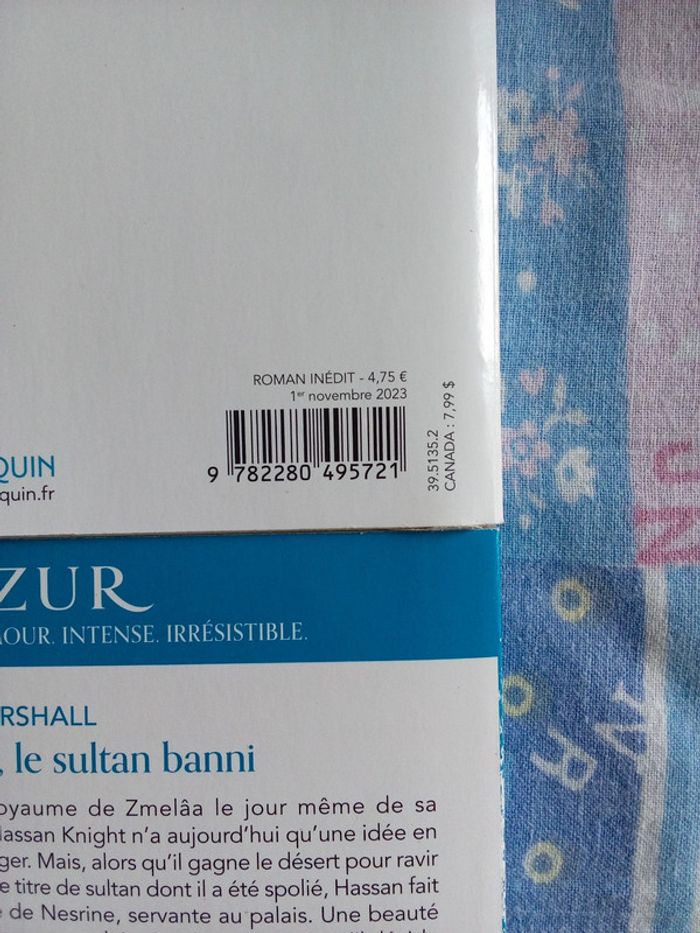 ROMAN INÉDIT - 4,75 €
1er novembre 2023
9 782280 495721
39.5135.2
CANADA : 7,99 $
QUIN
quin.fr
ZUR
MOUR. INTENSE. IRRÉSISTIBLE.
RSHALL
, le sultan banni
oyaume de Zmelâa le jour même de sa
Hassan Knight n'a aujourd'hui qu'une idée en
ger. Mais, alors qu'il gagne le désert pour ravir
e titre de sultan dont il a été spolié, Hassan fait
de Nesrine, servante au palais. Une beauté